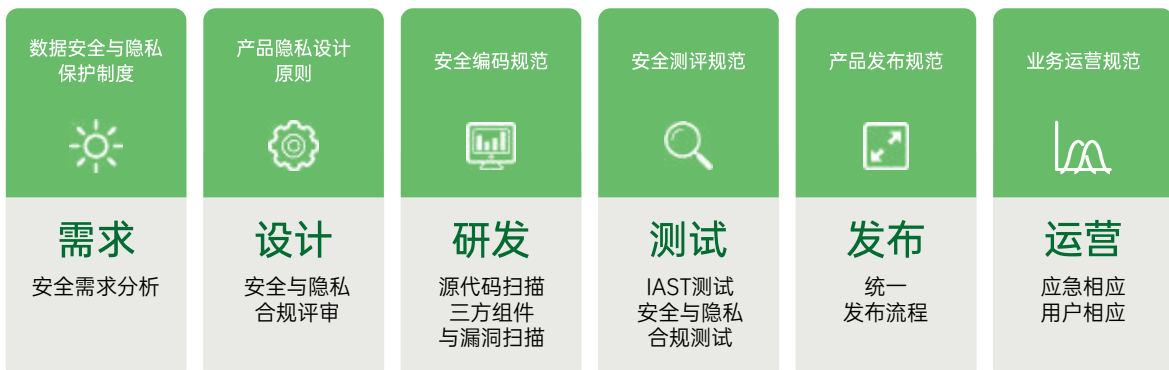 数据安全与隐私
保护制度
产品隐私设计
原则
安全编码规范
安全测评规范
产品发布规范
业务运营规范
需求
设计
研发
测试
发布
运营
安全需求分析
安全与隐私
合规评审
源代码扫描
三方组件
与漏洞扫描
IAST测试
安全与隐私
合规测试
统一
发布流程
应急相应
用户相应